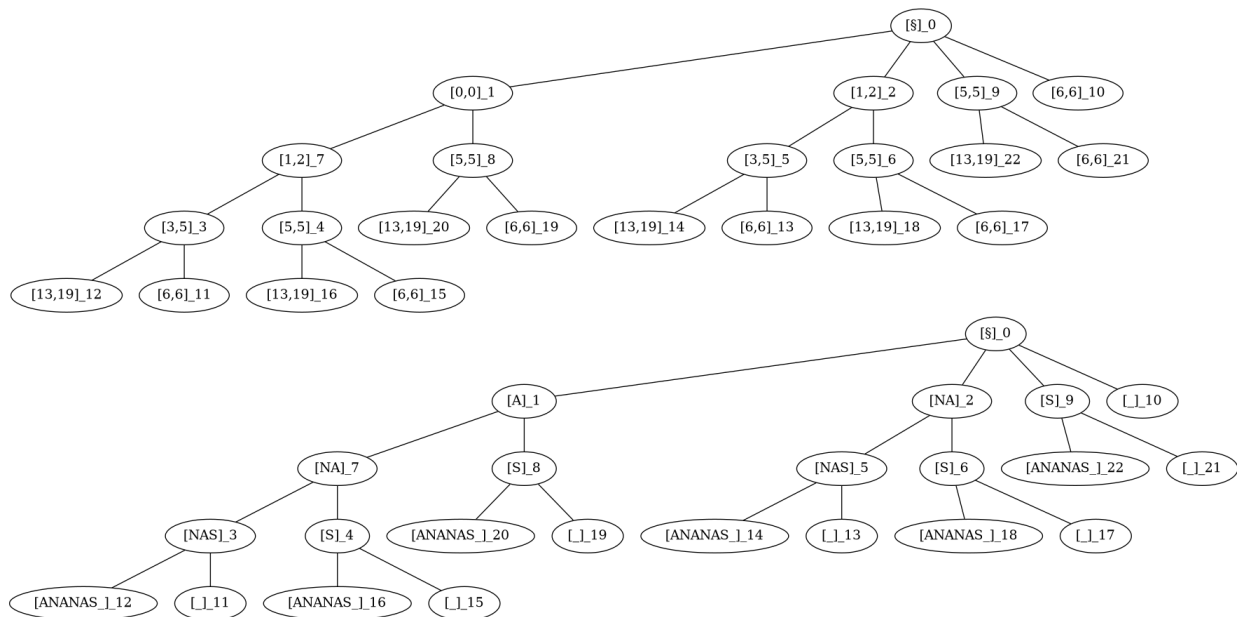 [§]_0
[0,0]_1 [1,2]_2 [5,5]_9 [6,6]_10
[1,2]_7 [5,5]_8 [3,5]_5 [5,5]_6 [13,19]_22 [6,6]_21
[3,5]_3 [5,5]_4 [13,19]_20 [6,6]_19 [13,19]_14 [6,6]_13 [13,19]_18 [6,6]_17
[13,19]_12 [6,6]_11 [13,19]_16 [6,6]_15
[§]_0
[A]_1 [NA]_2 [S]_9 [_]_10
[NA]_7 [S]_8 [NAS]_5 [S]_6 [ANANAS_]_22 [_]_21
[NAS]_3 [S]_4 [ANANAS_]_20 [_]_19 [ANANAS_]_14 [_]_13 [ANANAS_]_18 [_]_17
[ANANAS_]_12 [_]_11 [ANANAS_]_16 [_]_15